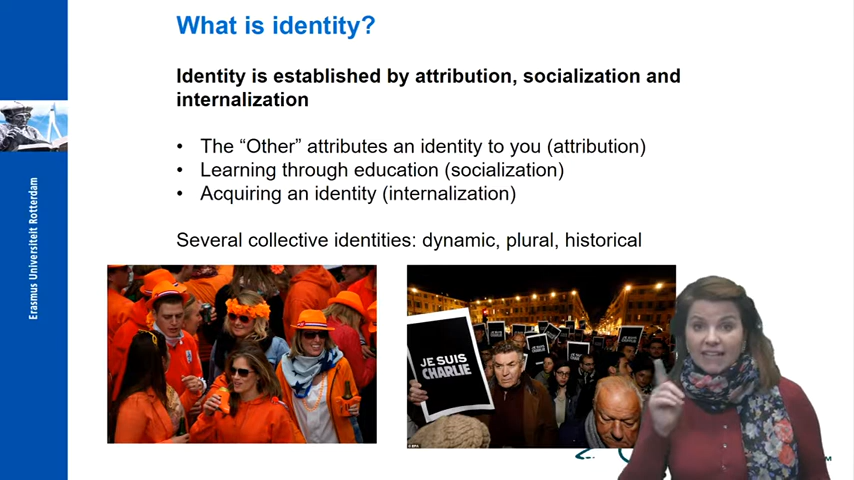 What is identity?
Identity is established by attribution, socialization and
internalization
• The “Other” attributes an identity to you (attribution)
• Learning through education (socialization)
• Acquiring an identity (internalization)
Several collective identities: dynamic, plural, historical
Erasmus Universiteit Rotterdam
JE SUIS
CHARLIE